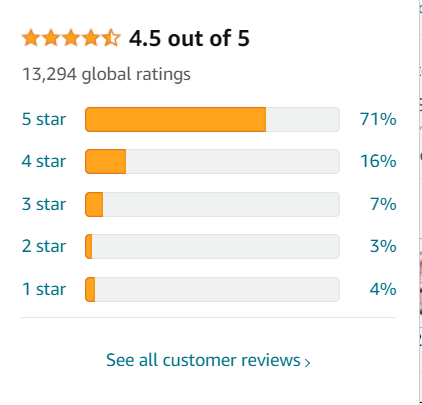 4.5 out of 5
13,294 global ratings
5 star 71%
4 star 16%
3 star 7%
2 star 3%
1 star 4%
See all customer reviews ›